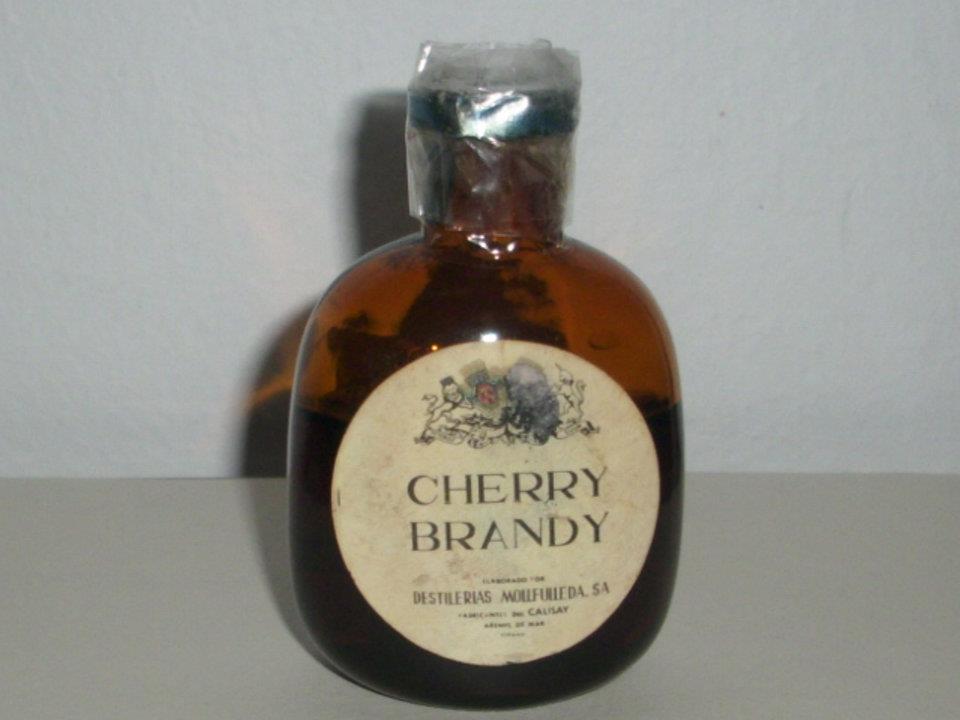 CHERRY
BRANDY
ELABORADO POR
DESTILERIAS MOLLFULLEDA. SA
FABRICANTES DEL CALISAY
ARENYS DE MAR